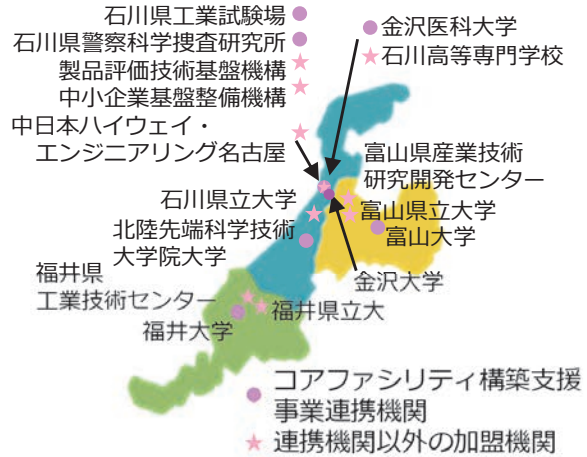 石川県工業試験場
石川県警察科学捜査研究所
製品評価技術基盤機構
中小企業基盤整備機構
中日本ハイウェイ・
エンジニアリング名古屋
金沢医科大学
石川高等専門学校
富山県産業技術
研究開発センター
石川県立大学
富山県立大学
北陸先端科学技術
大学院大学
富山大学
金沢大学
福井県
工業技術センター
福井県立大
福井大学
コアファシリティ構築支援
事業連携機関
連携機関以外の加盟機関